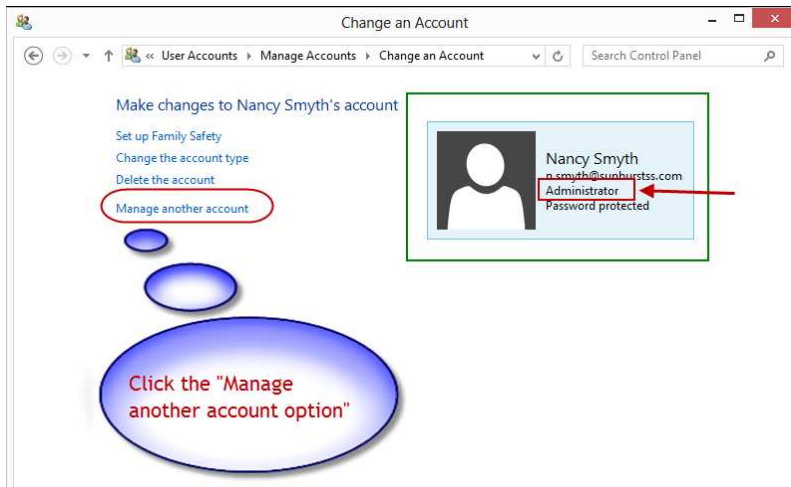 Change an Account
« User Accounts Manage Accounts Change an Account
Search Control Panel
Make changes to Nancy Smyth's account
Set up Family Safety
Change the account type
Delete the account
Manage another account
Nancy Smyth
n.smyth@sunburstss.com
Administrator
Password protected
Click the "Manage
another account option"